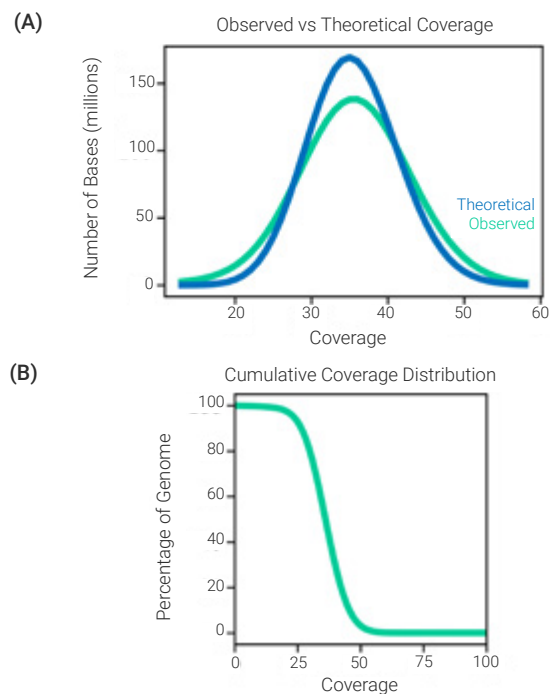 (A)
Observed vs Theoretical Coverage
Number of Bases (millions)
150
100
50
0
Theoretical
Observed
20 30 40 50 60
Coverage
(B)
Cumulative Coverage Distribution
Percentage of Genome
100
80
60
40
20
0
0 25 50 75 100
Coverage